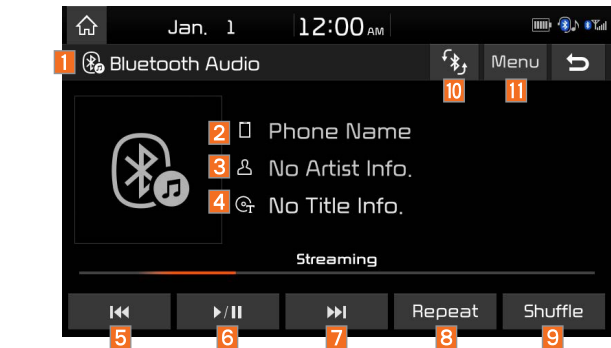 Jan. 1 12:00 AM
1 Bluetooth Audio Menu
10 11
2 Phone Name
3 No Artist Info.
4 No Title Info.
Streaming
Repeat Shuffle
5 6 7 8 9